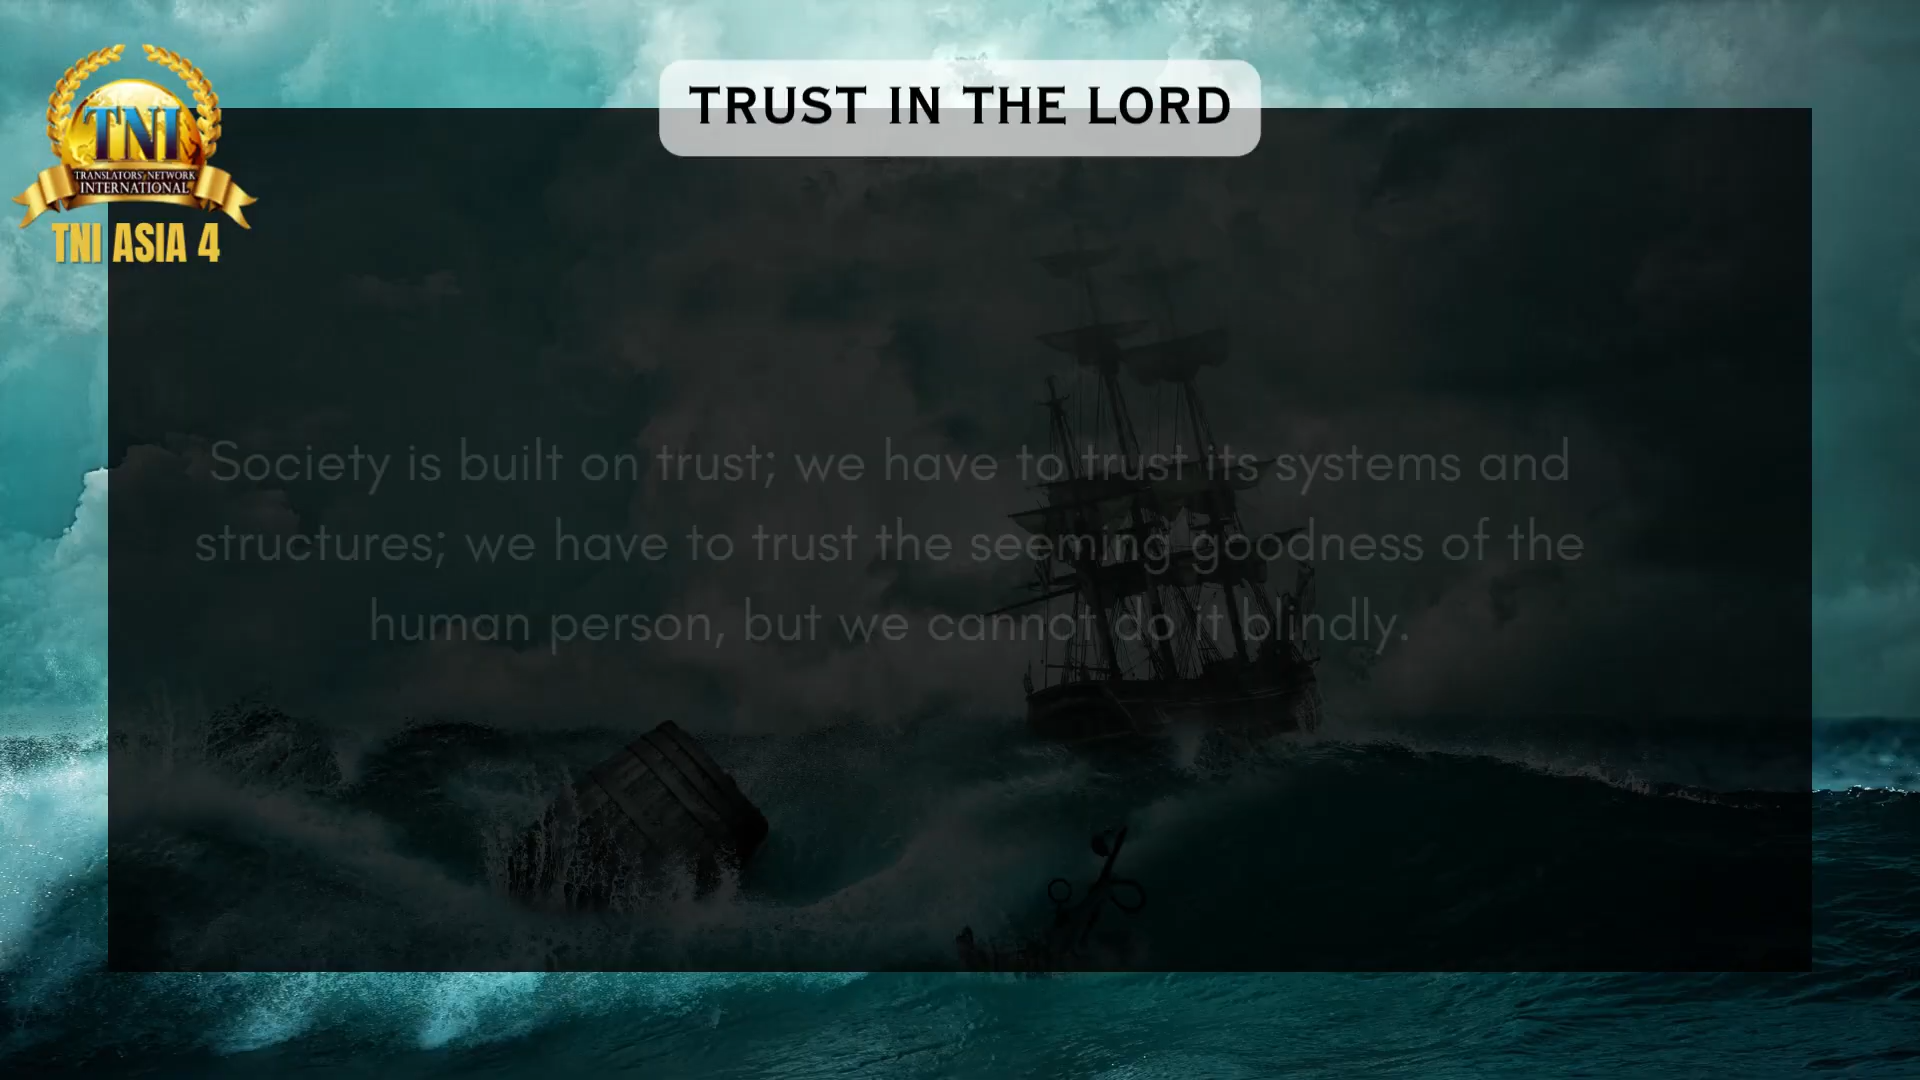 TRUST IN THE LORD
TNI
TRANSLATORS' NETWORK
INTERNATIONAL
TNI ASIA 4
Society is built on trust; we have to trust its systems and
structures; we have to trust the seeming goodness of the
human person, but we cannot do it blindly.